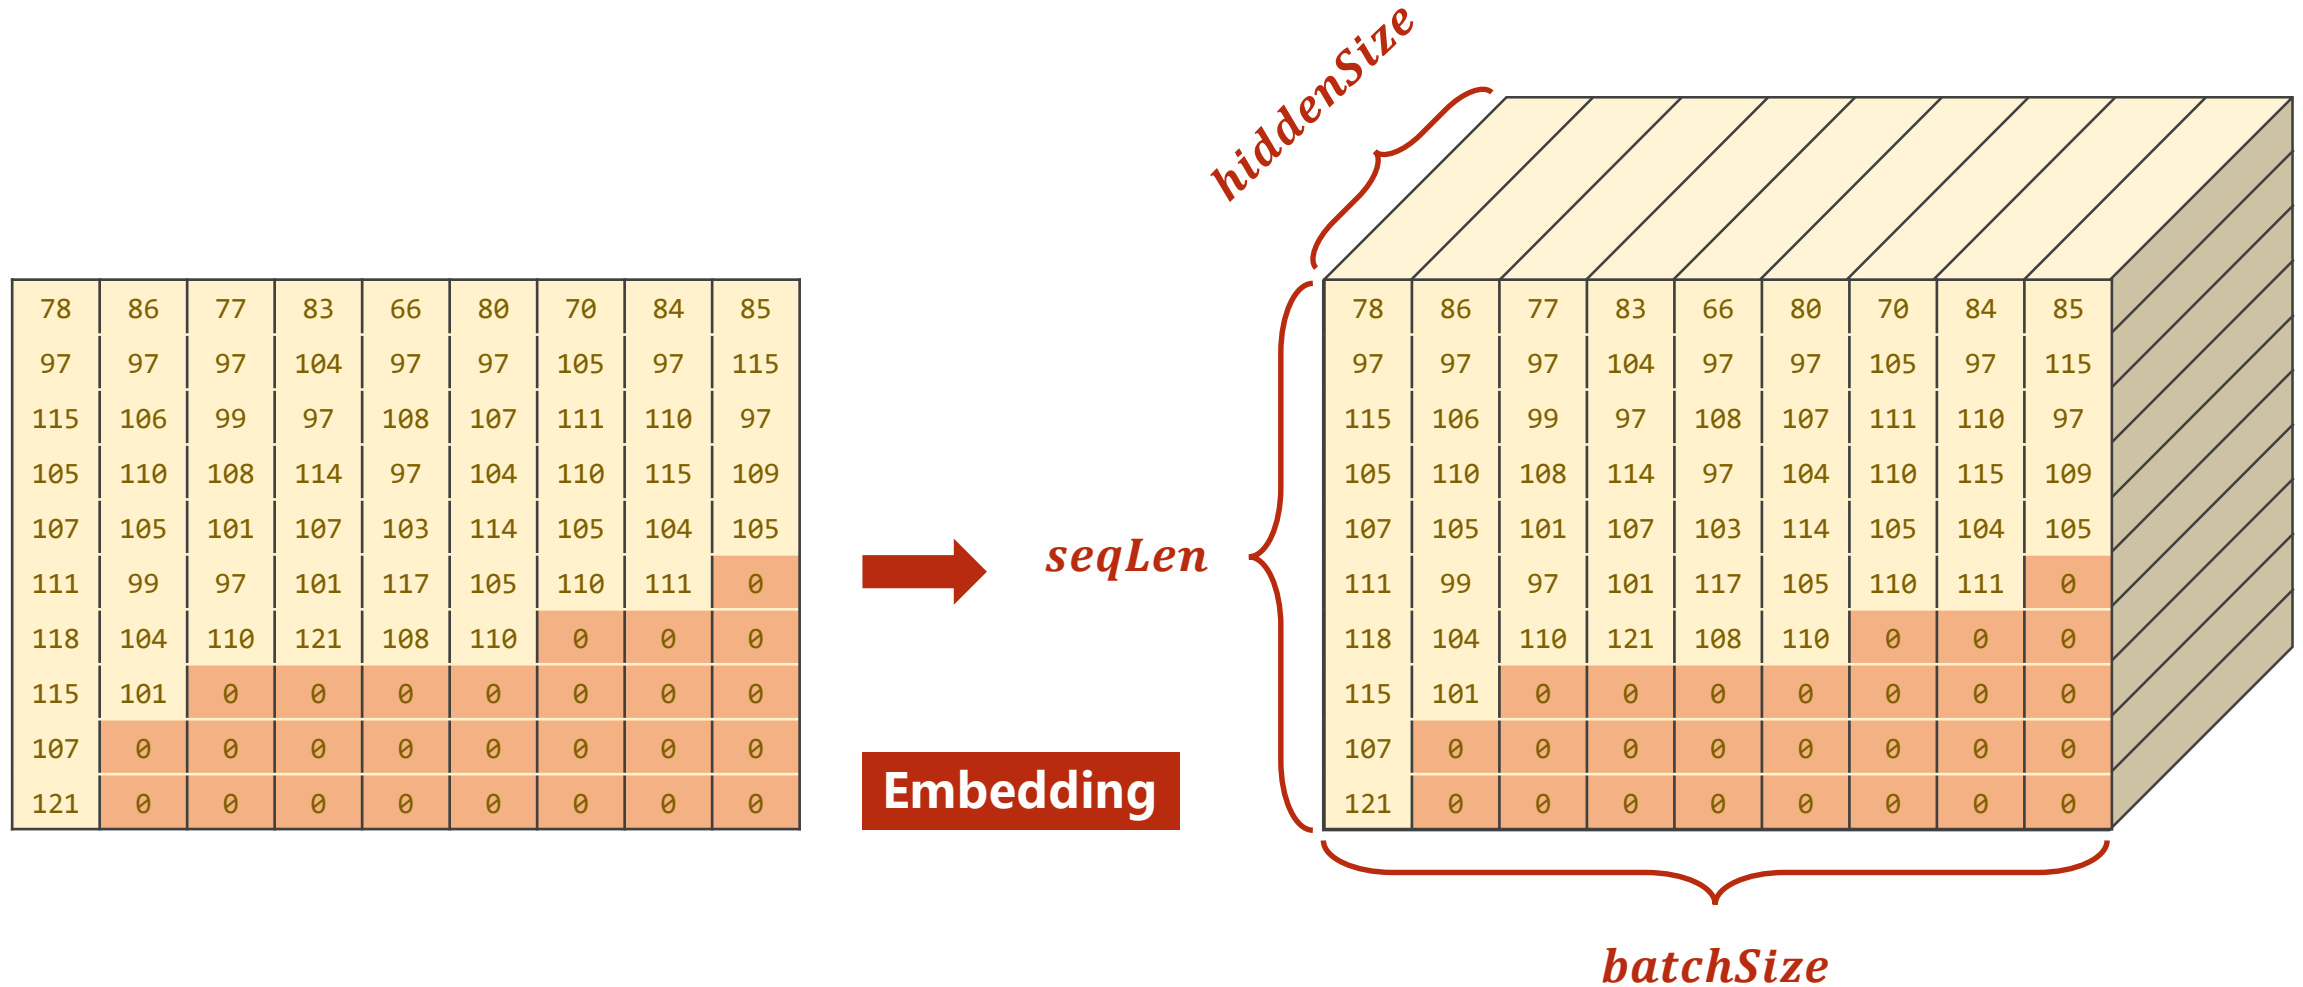 hiddenSize
78 86 77 83 66 80 70 84 85
97 97 97 104 97 97 105 97 115
115 106 99 97 108 107 111 110 97
105 110 108 114 97 104 110 115 109
107 105 101 107 103 114 105 104 105
111 99 97 101 117 105 110 111 0
118 104 110 121 108 110 0 0 0
115 101 0 0 0 0 0 0 0
107 0 0 0 0 0 0 0 0
121 0 0 0 0 0 0 0 0
Embedding
seqLen
78 86 77 83 66 80 70 84 85
97 97 97 104 97 97 105 97 115
115 106 99 97 108 107 111 110 97
105 110 108 114 97 104 110 115 109
107 105 101 107 103 114 105 104 105
111 99 97 101 117 105 110 111 0
118 104 110 121 108 110 0 0 0
115 101 0 0 0 0 0 0 0
107 0 0 0 0 0 0 0 0
121 0 0 0 0 0 0 0 0
batchSize